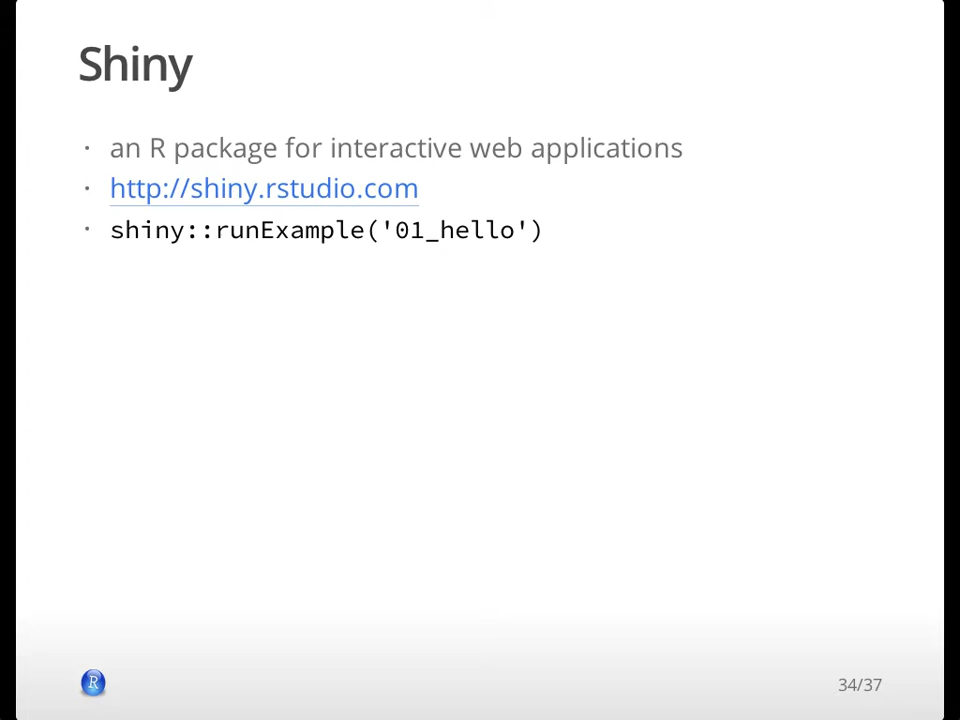 Shiny
· an R package for interactive web applications
· http://shiny.rstudio.com
· shiny::runExample('01_hello')
R
34/37